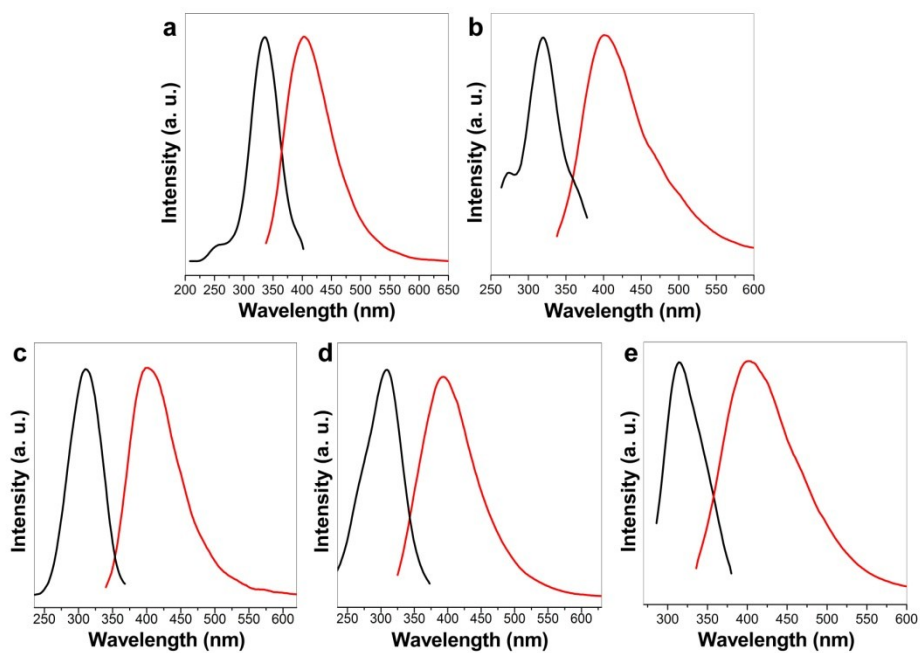 a
Intensity (a. u.)
200 250 300 350 400 450 500 550 600 650
Wavelength (nm)
b
Intensity (a. u.)
250 300 350 400 450 500 550 600
Wavelength (nm)
c
Intensity (a. u.)
250 300 350 400 450 500 550 600
Wavelength (nm)
d
Intensity (a. u.)
250 300 350 400 450 500 550 600
Wavelength (nm)
e
Intensity (a. u.)
300 350 400 450 500 550 600
Wavelength (nm)